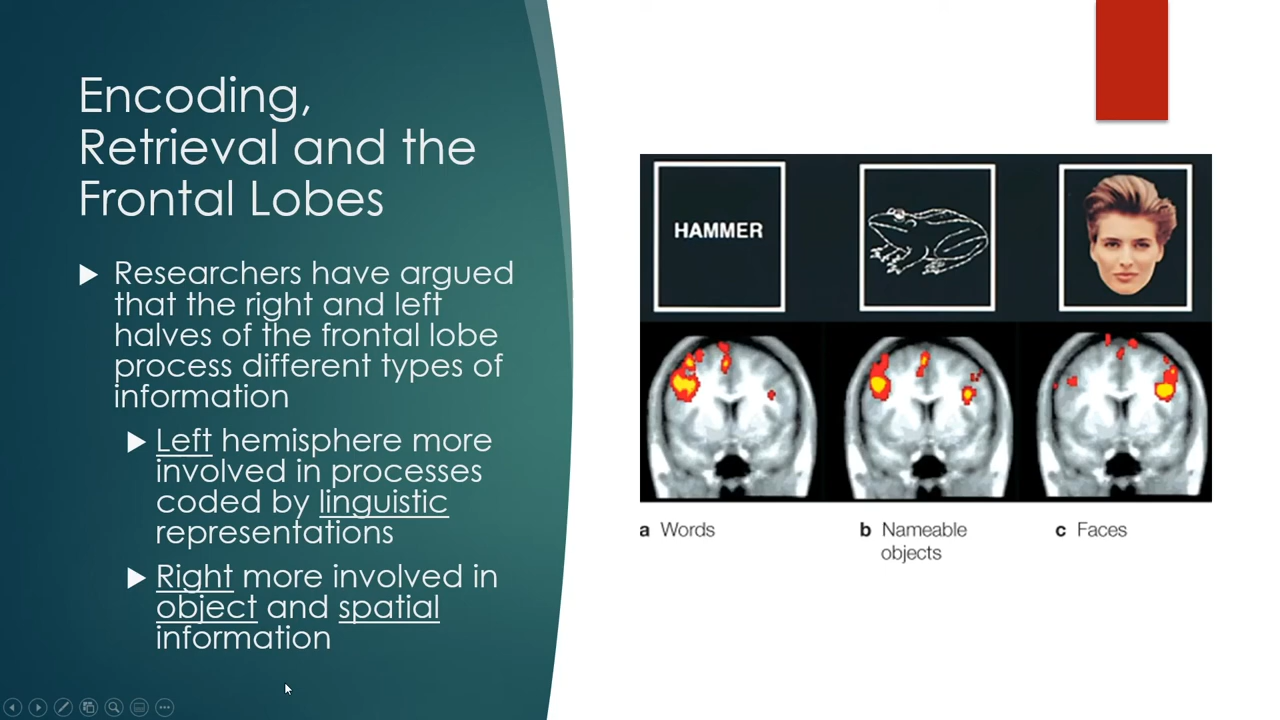 Encoding,
Retrieval and the
Frontal Lobes
Researchers have argued
that the right and left
halves of the frontal lobe
process different types of
information
Left hemisphere more
involved in processes
coded by linguistic
representations
Right more involved in
object and spatial
information
HAMMER
a Words
b Nameable
objects
c Faces